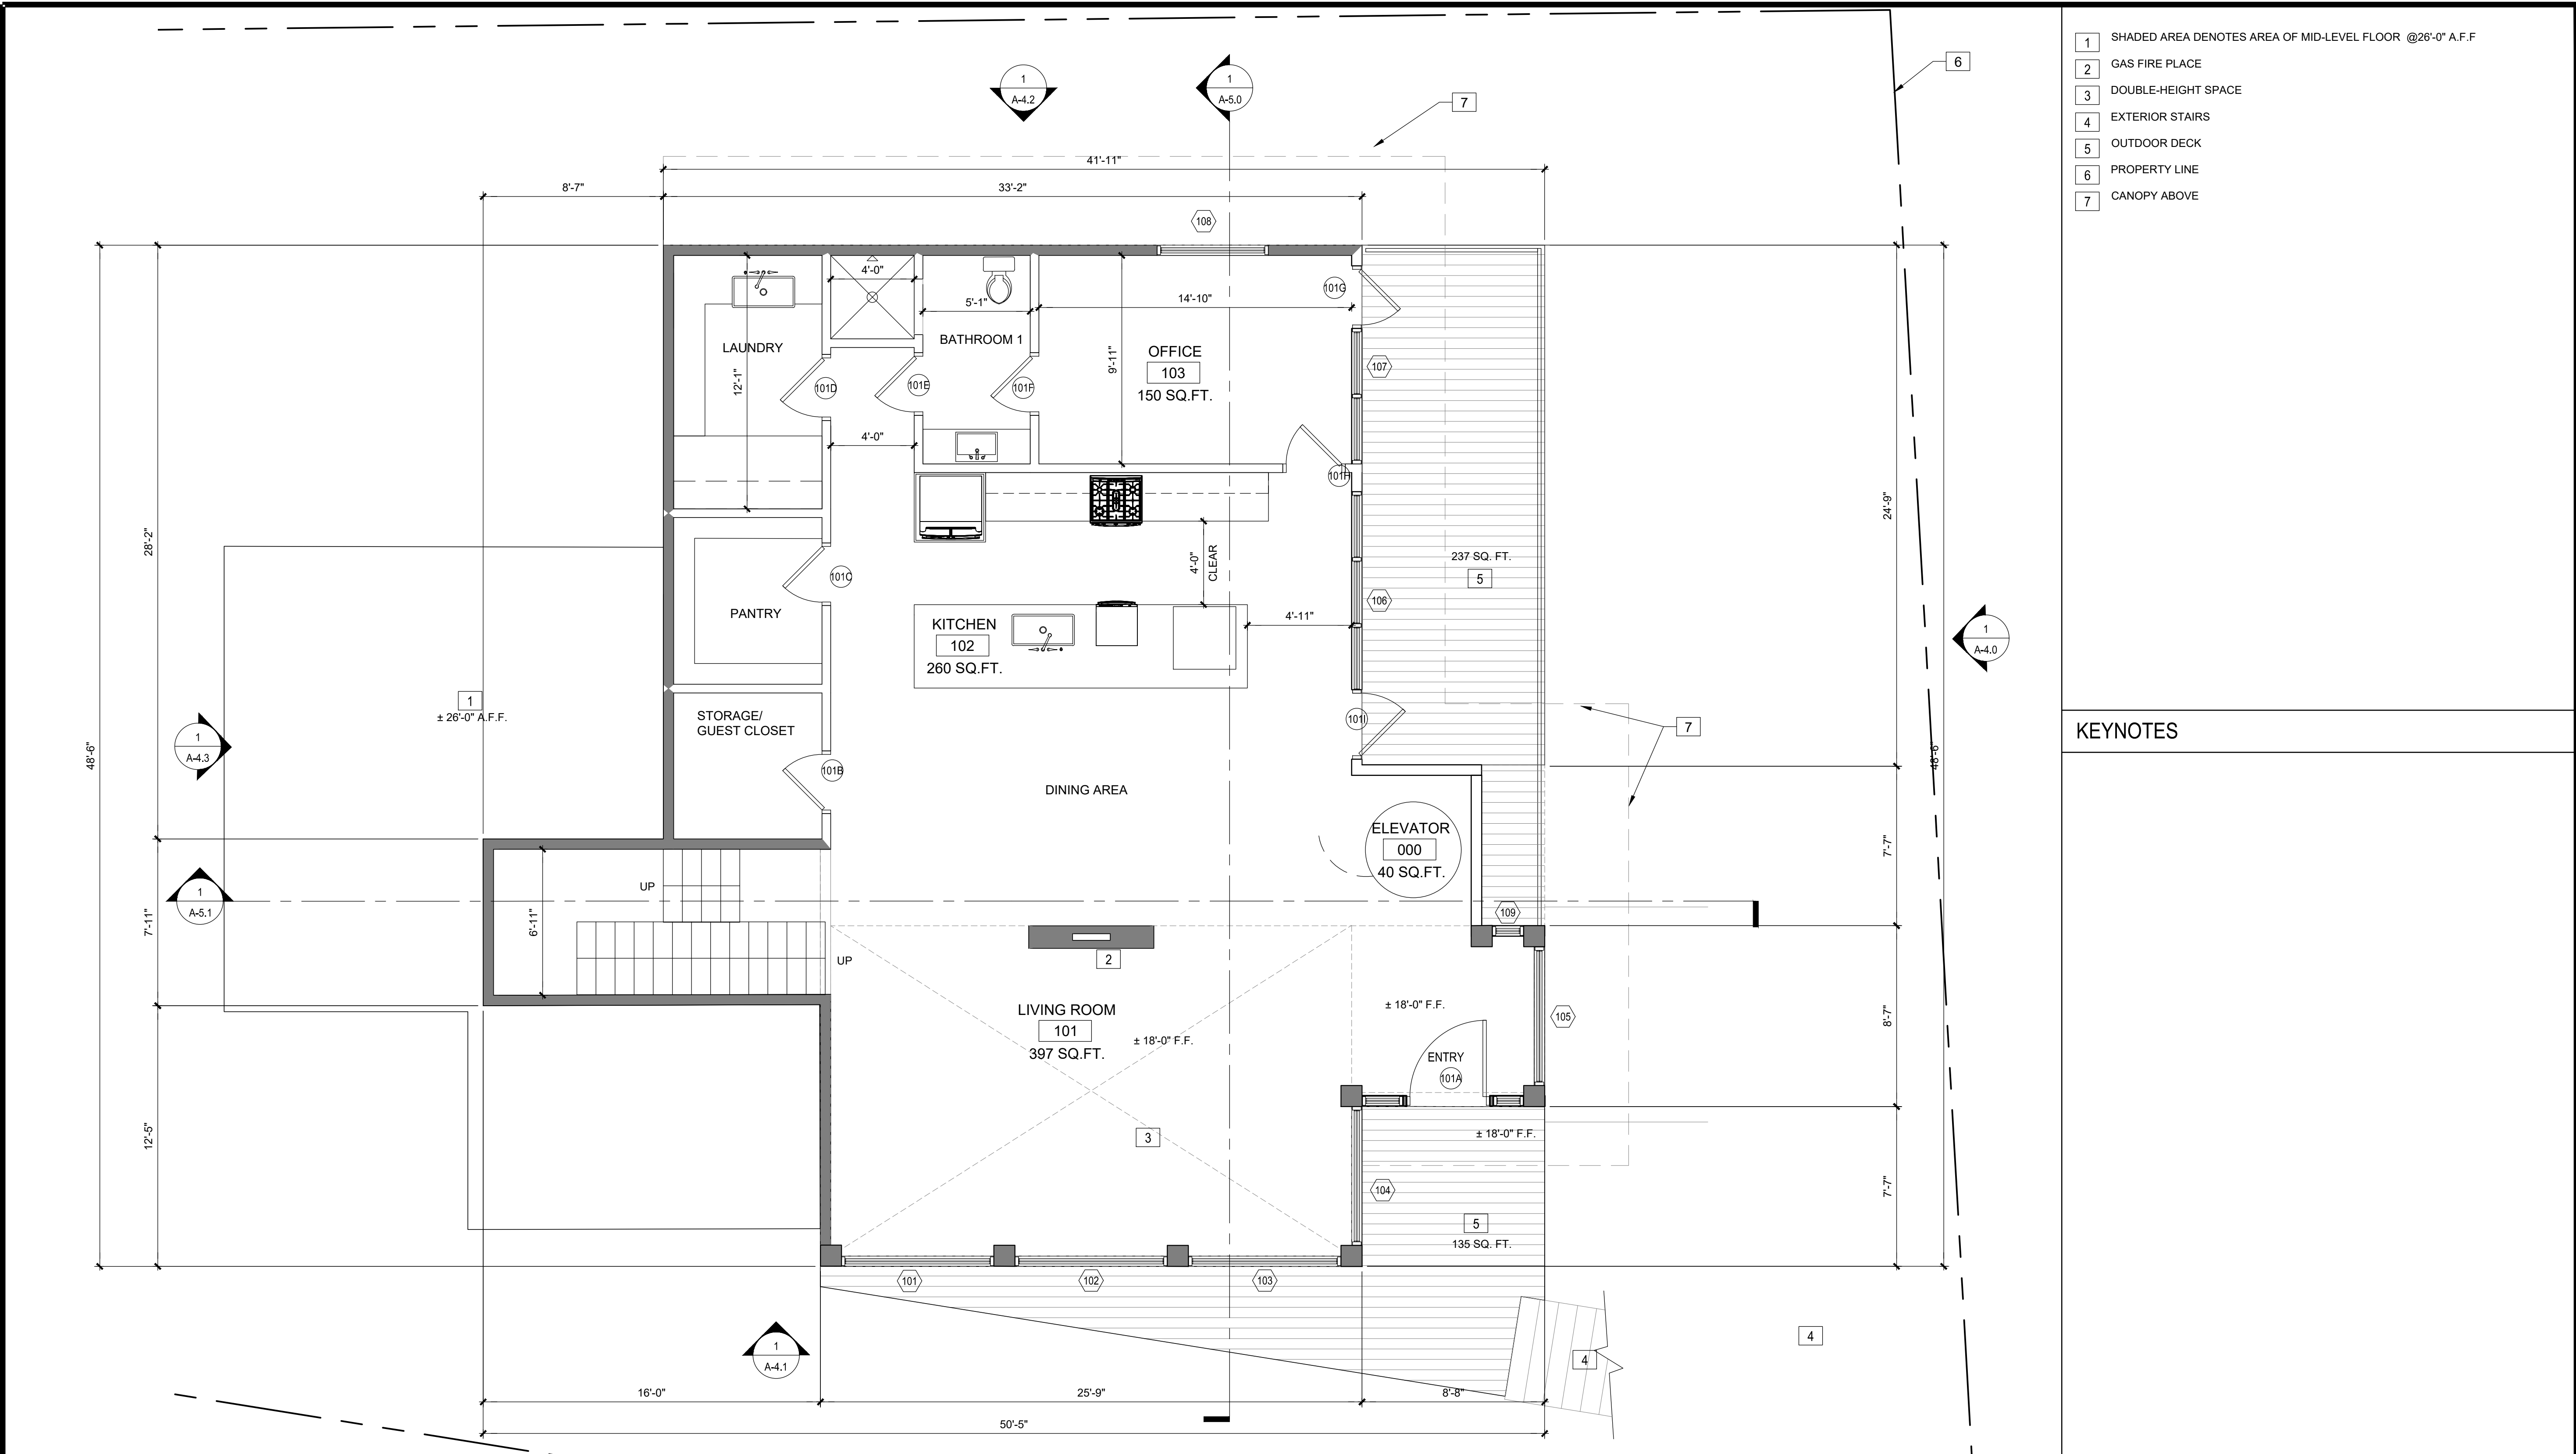 1 SHADED AREA DENOTES AREA OF MID-LEVEL FLOOR @26'-0" A.F.F
2 GAS FIRE PLACE
3 DOUBLE-HEIGHT SPACE
4 EXTERIOR STAIRS
5 OUTDOOR DECK
6 PROPERTY LINE
7 CANOPY ABOVE
KEYNOTES
6
1
A-4.2
1
A-5.0
7
41'-11"
8'-7"
33'-2"
108
4'-0"
5'-1"
14'-10"
101G
LAUNDRY
BATHROOM 1
OFFICE
103
150 SQ.FT.
9'-11"
107
12'-1"
101D
101E
101F
4'-0"
101H
28'-2"
24'-9"
4'-0"
CLEAR
237 SQ. FT.
5
101C
PANTRY
KITCHEN
102
260 SQ.FT.
4'-11"
106
1
A-4.0
1
± 26'-0" A.F.F.
STORAGE/
GUEST CLOSET
101I
7
1
A-4.3
48'-6"
48'-6"
101B
DINING AREA
ELEVATOR
000
40 SQ.FT.
7'-7"
UP
1
A-5.1
7'-11"
6'-11"
109
UP
2
LIVING ROOM
101
397 SQ.FT.
± 18'-0" F.F.
± 18'-0" F.F.
105
8'-7"
ENTRY
101A
12'-5"
3
± 18'-0" F.F.
104
7'-7"
5
135 SQ. FT.
101
102
103
1
A-4.1
4
4
16'-0"
25'-9"
8'-8"
50'-5"